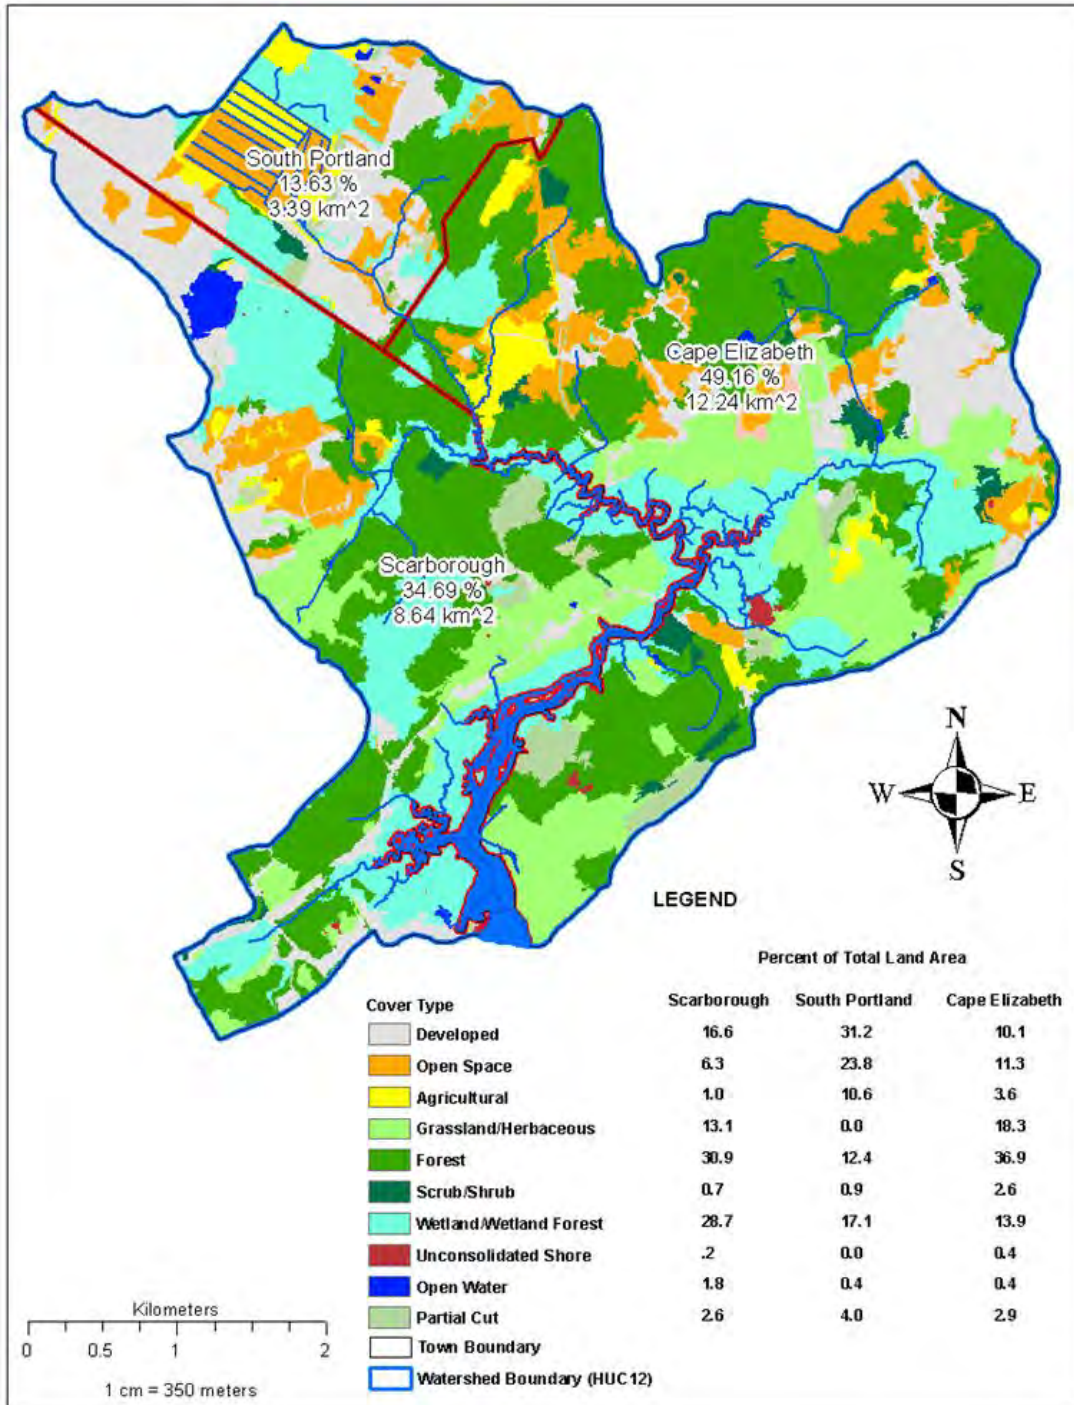 South Portland
13.63 %
3.39 km^2
Cape Elizabeth
49.16 %
12.24 km^2
Scarborough
34.69 %
8.64 km^2
N
W E
S
LEGEND
Percent of Total Land Area
Cover Type Scarborough South Portland Cape Elizabeth
Developed 16.6 31.2 10.1
Open Space 6.3 23.8 11.3
Agricultural 1.0 10.6 3.6
Grassland/Herbaceous 13.1 0.0 18.3
Forest 30.9 12.4 36.9
Scrub/Shrub 0.7 0.9 2.6
Wetland/Wetland Forest 28.7 17.1 13.9
Unconsolidated Shore .2 0.0 0.4
Open Water 1.8 0.4 0.4
Partial Cut 2.6 4.0 2.9
Town Boundary
Watershed Boundary (HUC12)
Kilometers
0 0.5 1 2
1 cm = 350 meters